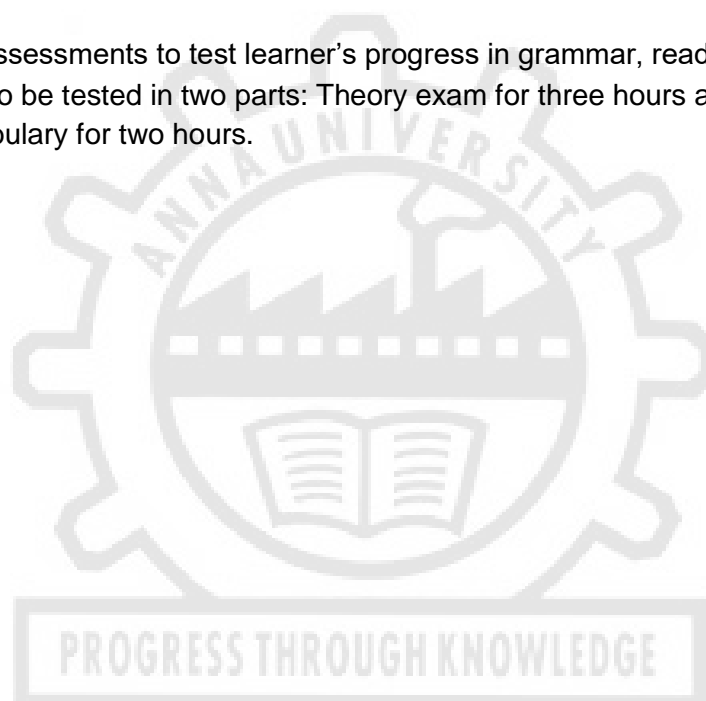 ssessments to test learner’s progress in grammar, read
o be tested in two parts: Theory exam for three hours a
ulary for two hours.
ANNA UNIVERSITY
PROGRESS THROUGH KNOWLEDGE